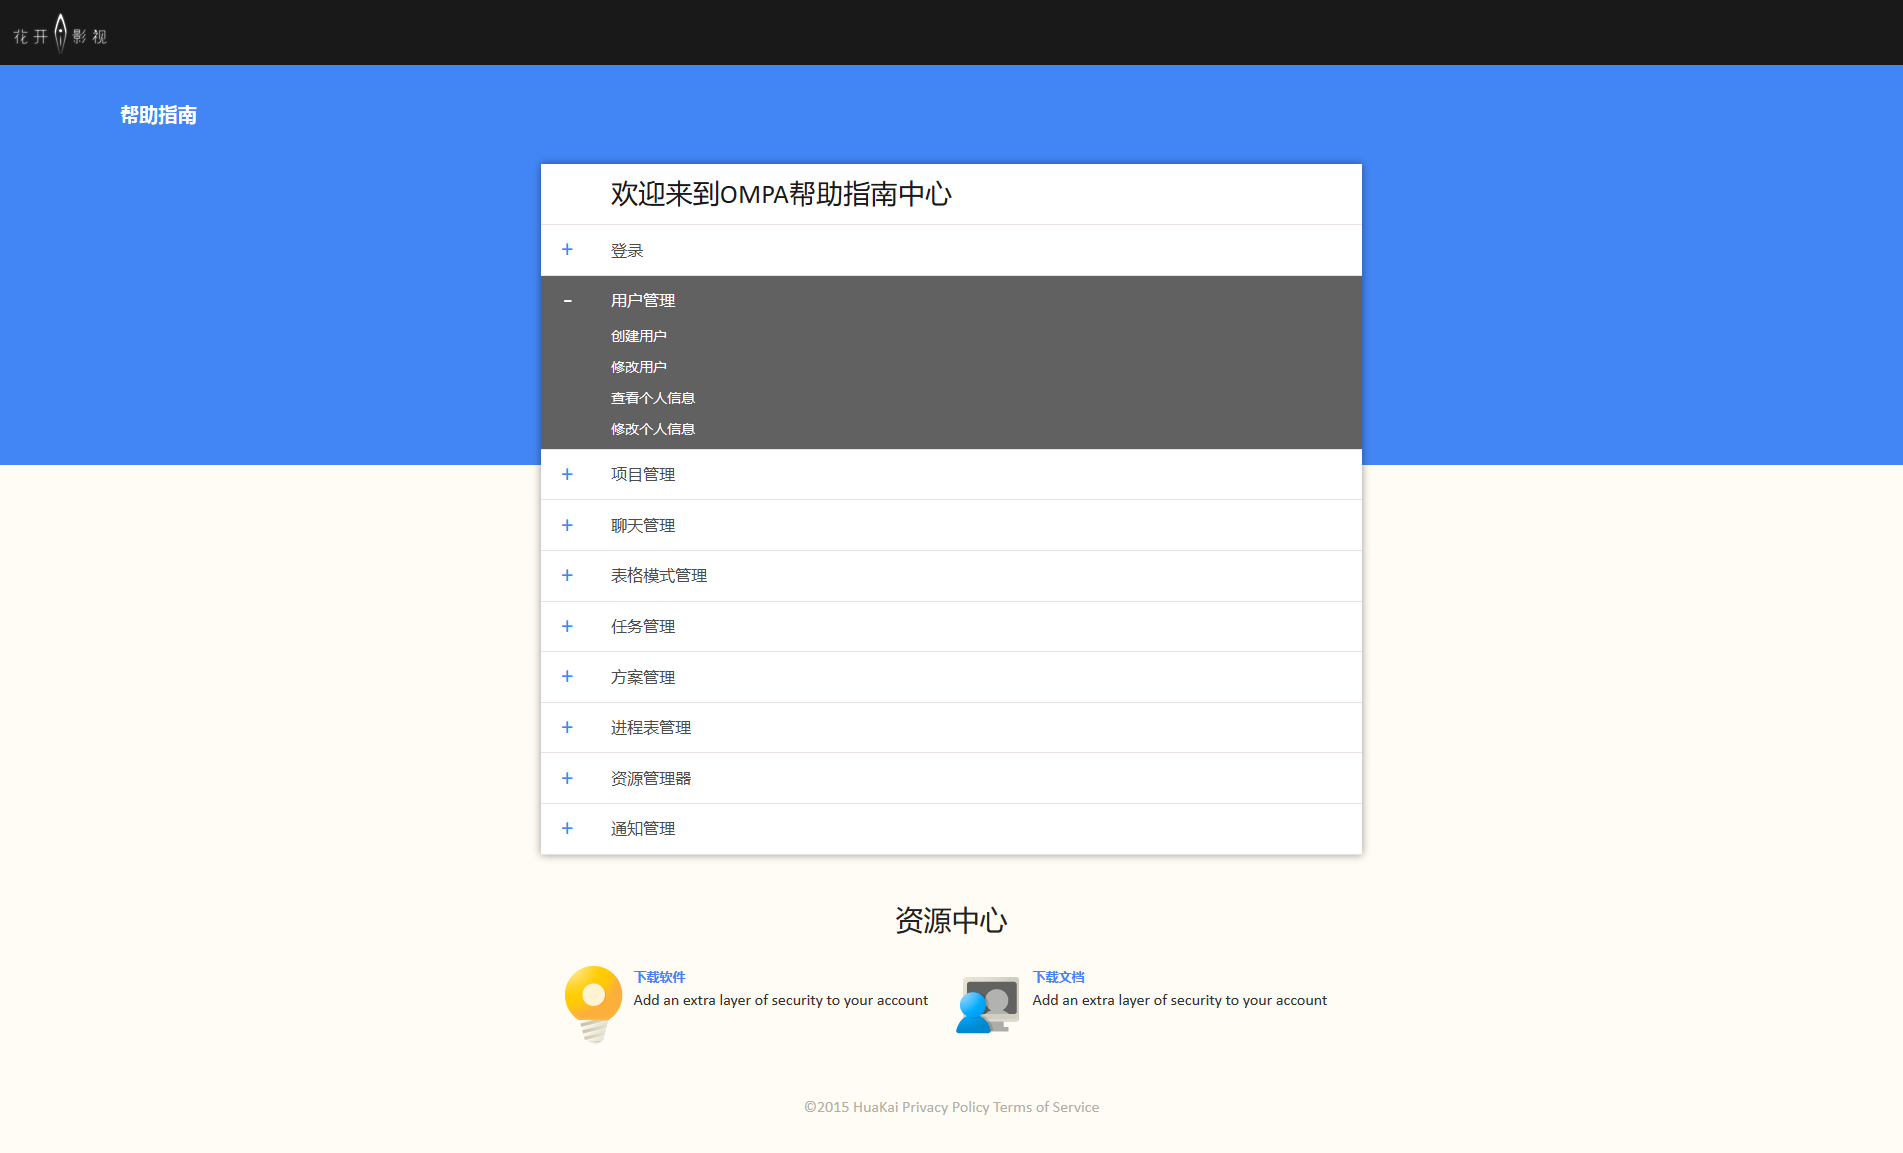 花开影视
帮助指南
欢迎来到OMPA帮助指南中心
+ 登录
- 用户管理
创建用户
修改用户
查看个人信息
修改个人信息
+ 项目管理
+ 聊天管理
+ 表格模式管理
+ 任务管理
+ 方案管理
+ 进程表管理
+ 资源管理器
+ 通知管理
资源中心
下载软件
Add an extra layer of security to your account
下载文档
Add an extra layer of security to your account
©2015 HuaKai Privacy Policy Terms of Service